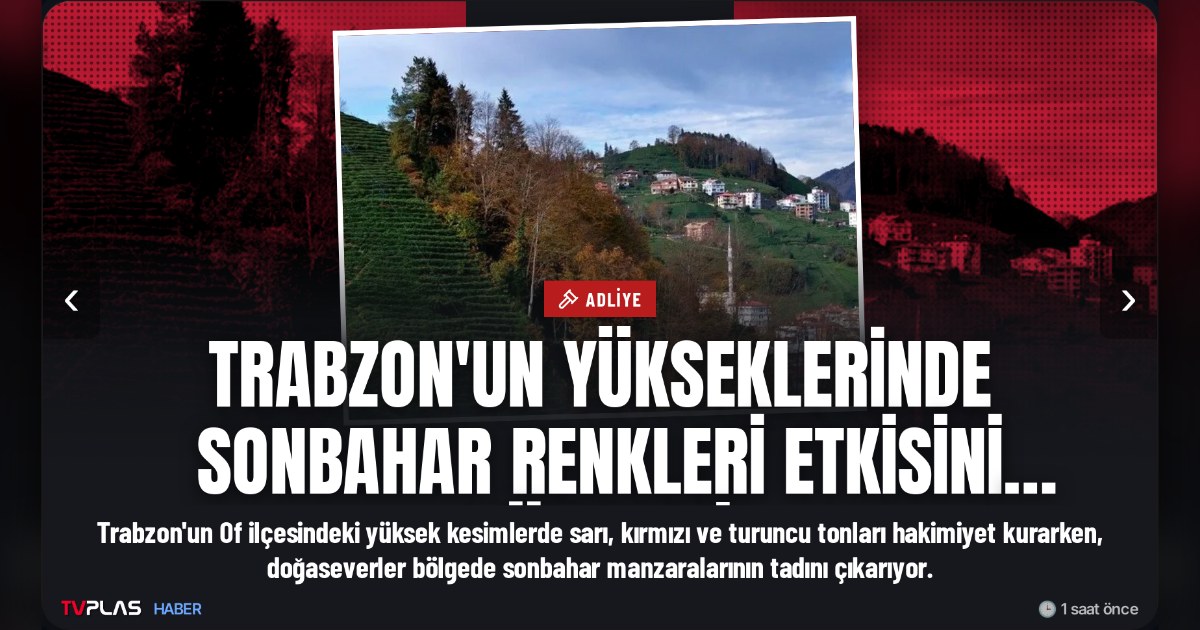 ADLİYE
TRABZON'UN YÜKSEKLERİNDE
SONBAHAR RENKLERİ ETKİSİNİ...
Trabzon'un Of ilçesindeki yüksek kesimlerde sarı, kırmızı ve turuncu tonları hakimiyet kurarken,
doğaseverler bölgede sonbahar manzaralarının tadını çıkarıyor.
TVPLAS HABER
1 saat önce